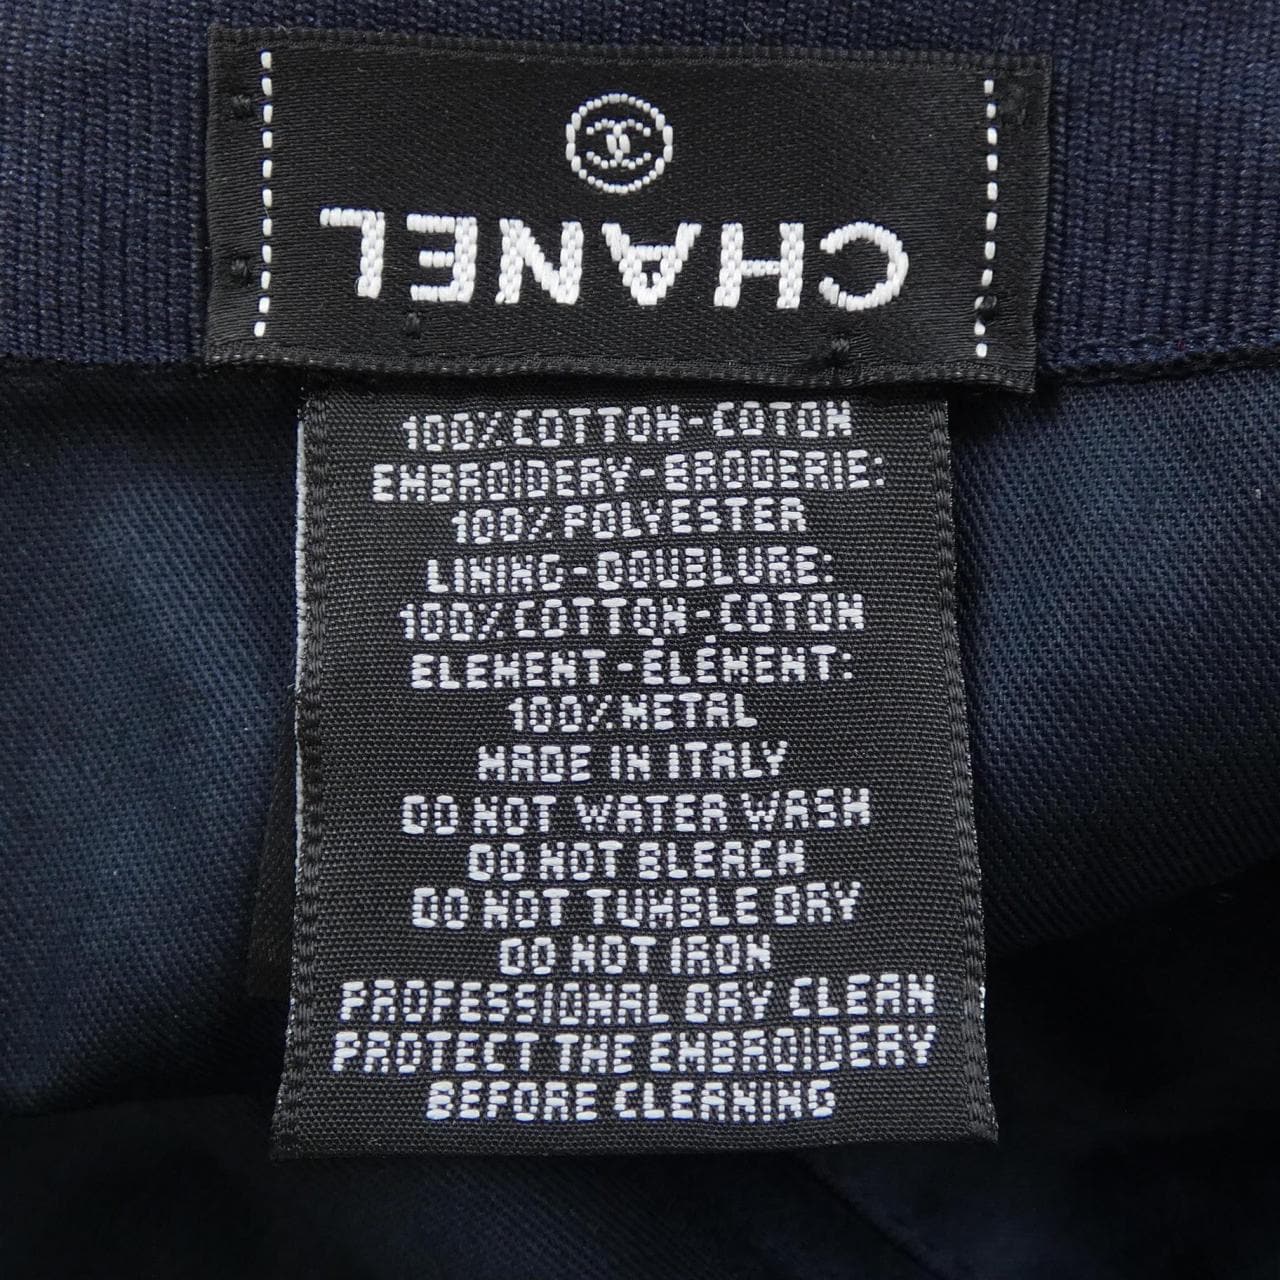 CHANEL
100% COTTON-COTON
EMBROIDERY-BRODERIE:
100% POLYESTER
LINING-DOUBLURE:
100% COTTON-COTON
ELEMENT-ÉLÉMENT:
100% METAL
MADE IN ITALY
DO NOT WATER WASH
DO NOT BLEACH
DO NOT TUMBLE DRY
DO NOT IRON
PROFESSIONAL DRY CLEAN
PROTECT THE EMBROIDERY
BEFORE CLEANING